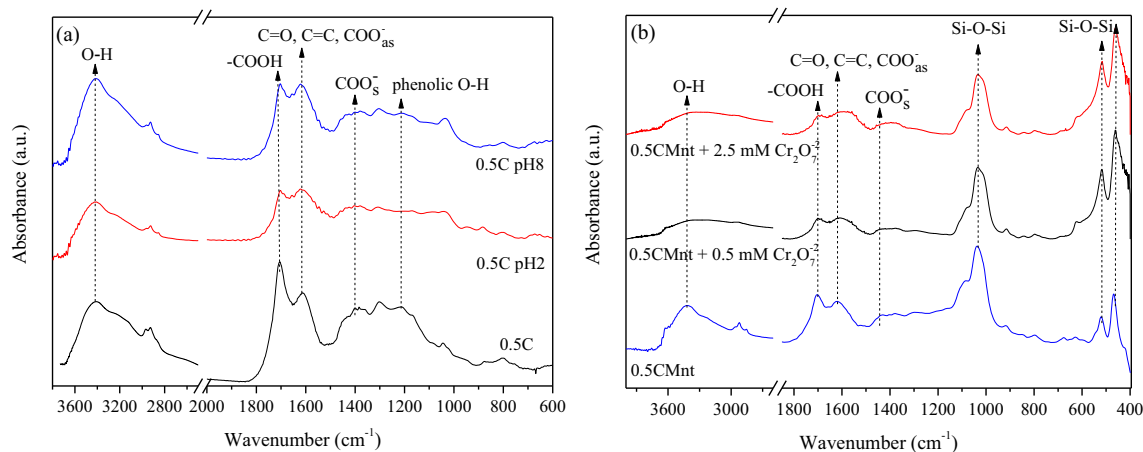 (a)
O-H
-COOH
C=O, C=C, COO⁻as
COO⁻s
phenolic O-H
0.5C pH8
0.5C pH2
0.5C
Absorbance (a.u.)
3800 3200 2800 2000 1800 1600 1400 1200 1000 800 600
Wavenumber (cm⁻¹)
(b)
O-H
-COOH
C=O, C=C, COO⁻as
COO⁻s
Si-O-Si
Si-O-Si
0.5CMnt + 2.5 mM Cr₂O₇⁻²
0.5CMnt + 0.5 mM Cr₂O₇⁻²
0.5CMnt
Absorbance (a.u.)
3600 3000 1800 1600 1400 1200 1000 800 600 400
Wavenumber (cm⁻¹)